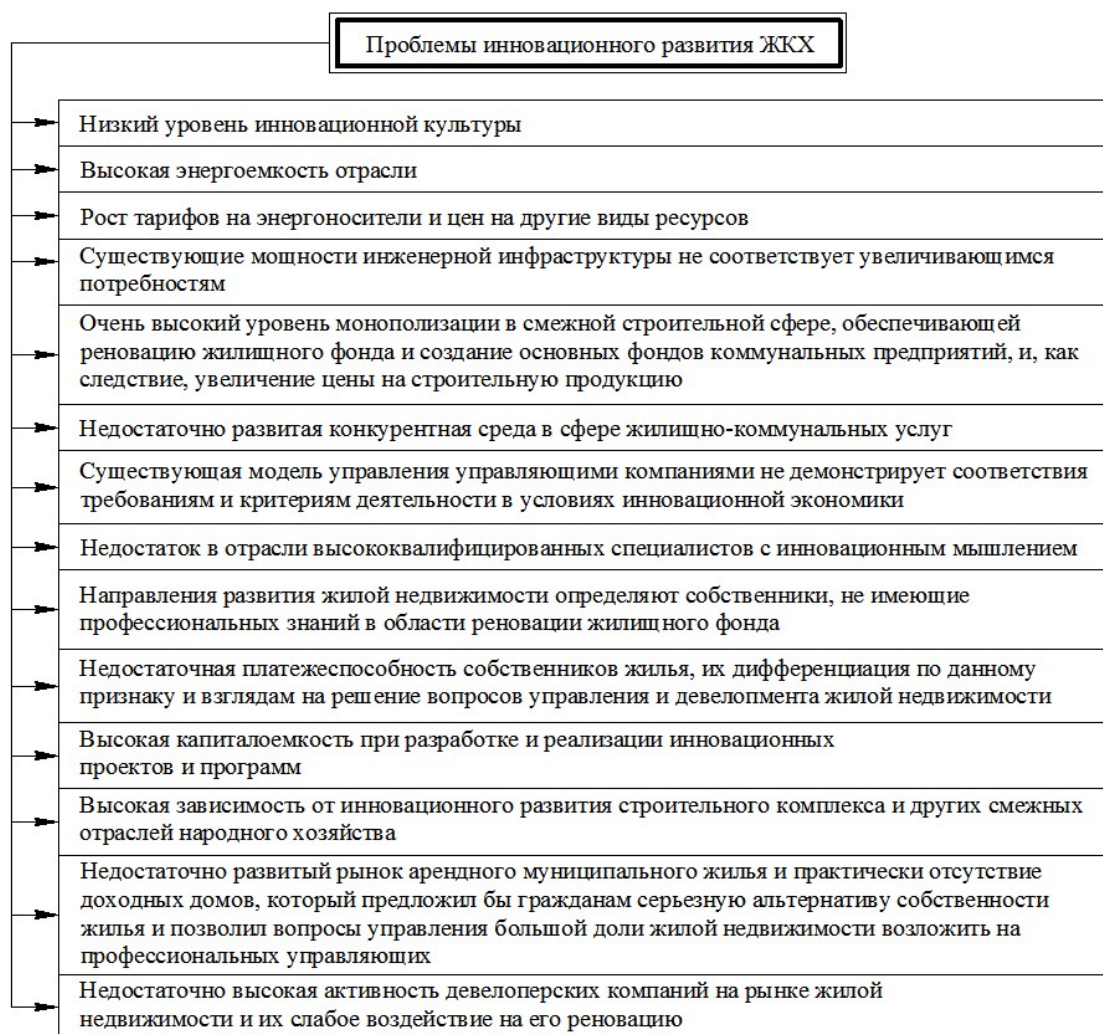 Проблемы инновационного развития ЖКХ
Низкий уровень инновационной культуры
Высокая энергоемкость отрасли
Рост тарифов на энергоносители и цен на другие виды ресурсов
Существующие мощности инженерной инфраструктуры не соответствует увеличивающимся
потребностям
Очень высокий уровень монополизации в смежной строительной сфере, обеспечивающей
реновацию жилищного фонда и создание основных фондов коммунальных предприятий, и, как
следствие, увеличение цены на строительную продукцию
Недостаточно развитая конкурентная среда в сфере жилищно-коммунальных услуг
Существующая модель управления управляющими компаниями не демонстрирует соответствия
требованиям и критериям деятельности в условиях инновационной экономики
Недостаток в отрасли высококвалифицированных специалистов с инновационным мышлением
Направления развития жилой недвижимости определяют собственники, не имеющие
профессиональных знаний в области реновации жилищного фонда
Недостаточная платежеспособность собственников жилья, их дифференциация по данному
признаку и взглядам на решение вопросов управления и девелопмента жилой недвижимости
Высокая капиталоемкость при разработке и реализации инновационных
проектов и программ
Высокая зависимость от инновационного развития строительного комплекса и других смежных
отраслей народного хозяйства
Недостаточно развитый рынок арендного муниципального жилья и практически отсутствие
доходных домов, который предложил бы гражданам серьезную альтернативу собственности
жилья и позволил вопросы управления большой доли жилой недвижимости возложить на
профессиональных управляющих
Недостаточно высокая активность девелоперских компаний на рынке жилой
недвижимости и их слабое воздействие на его реновацию